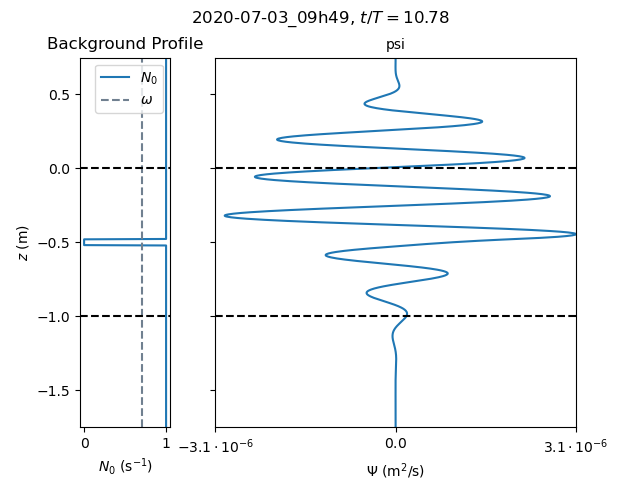 2020-07-03_09h49, t/T = 10.78
Background Profile
psi
N₀
ω
0.5
0.0
−0.5
−1.0
−1.5
z (m)
0
1
N₀ (s⁻¹)
−3.1 · 10⁻⁶
0.0
3.1 · 10⁻⁶
Ψ (m²/s)